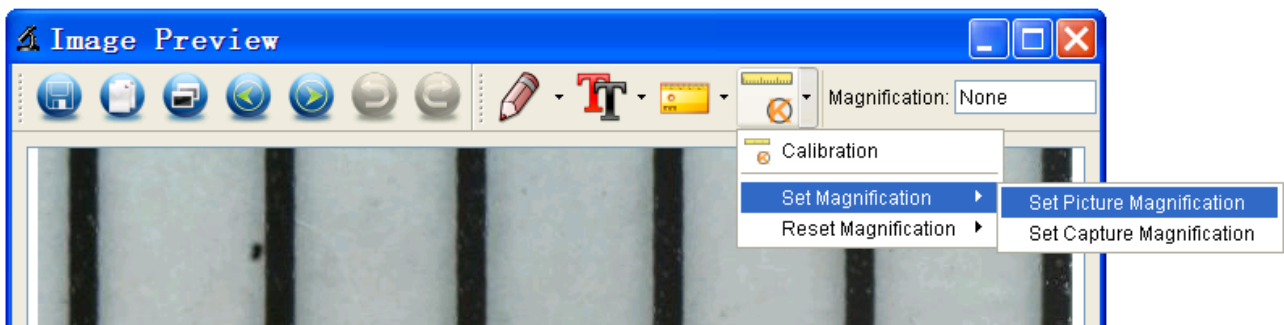 Image Preview
Magnification: None
Calibration
Set Magnification
Reset Magnification
Set Picture Magnification
Set Capture Magnification